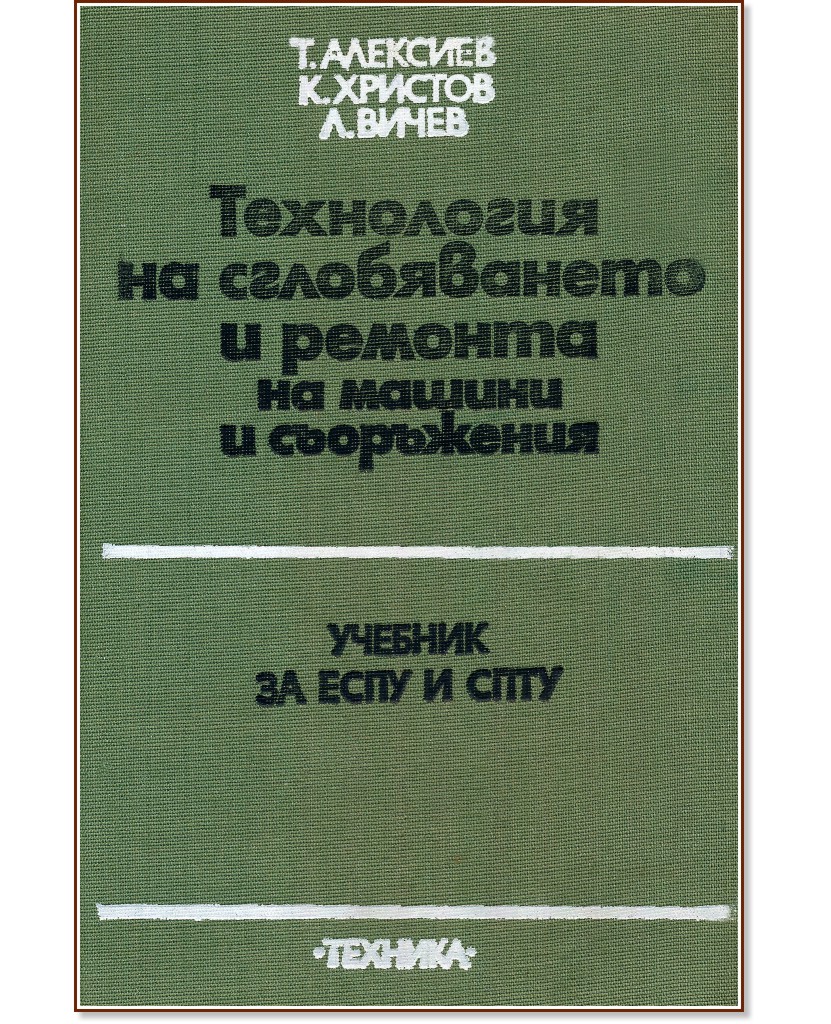 Т. АЛЕКСИЕВ
К. ХРИСТОВ
Л. ВИЧЕВ
Технология
на сглобяването
и ремонта
на машини
и съоръжения
УЧЕБНИК
ЗА ЕСПУ И СПТУ
·ТЕХНИКА·